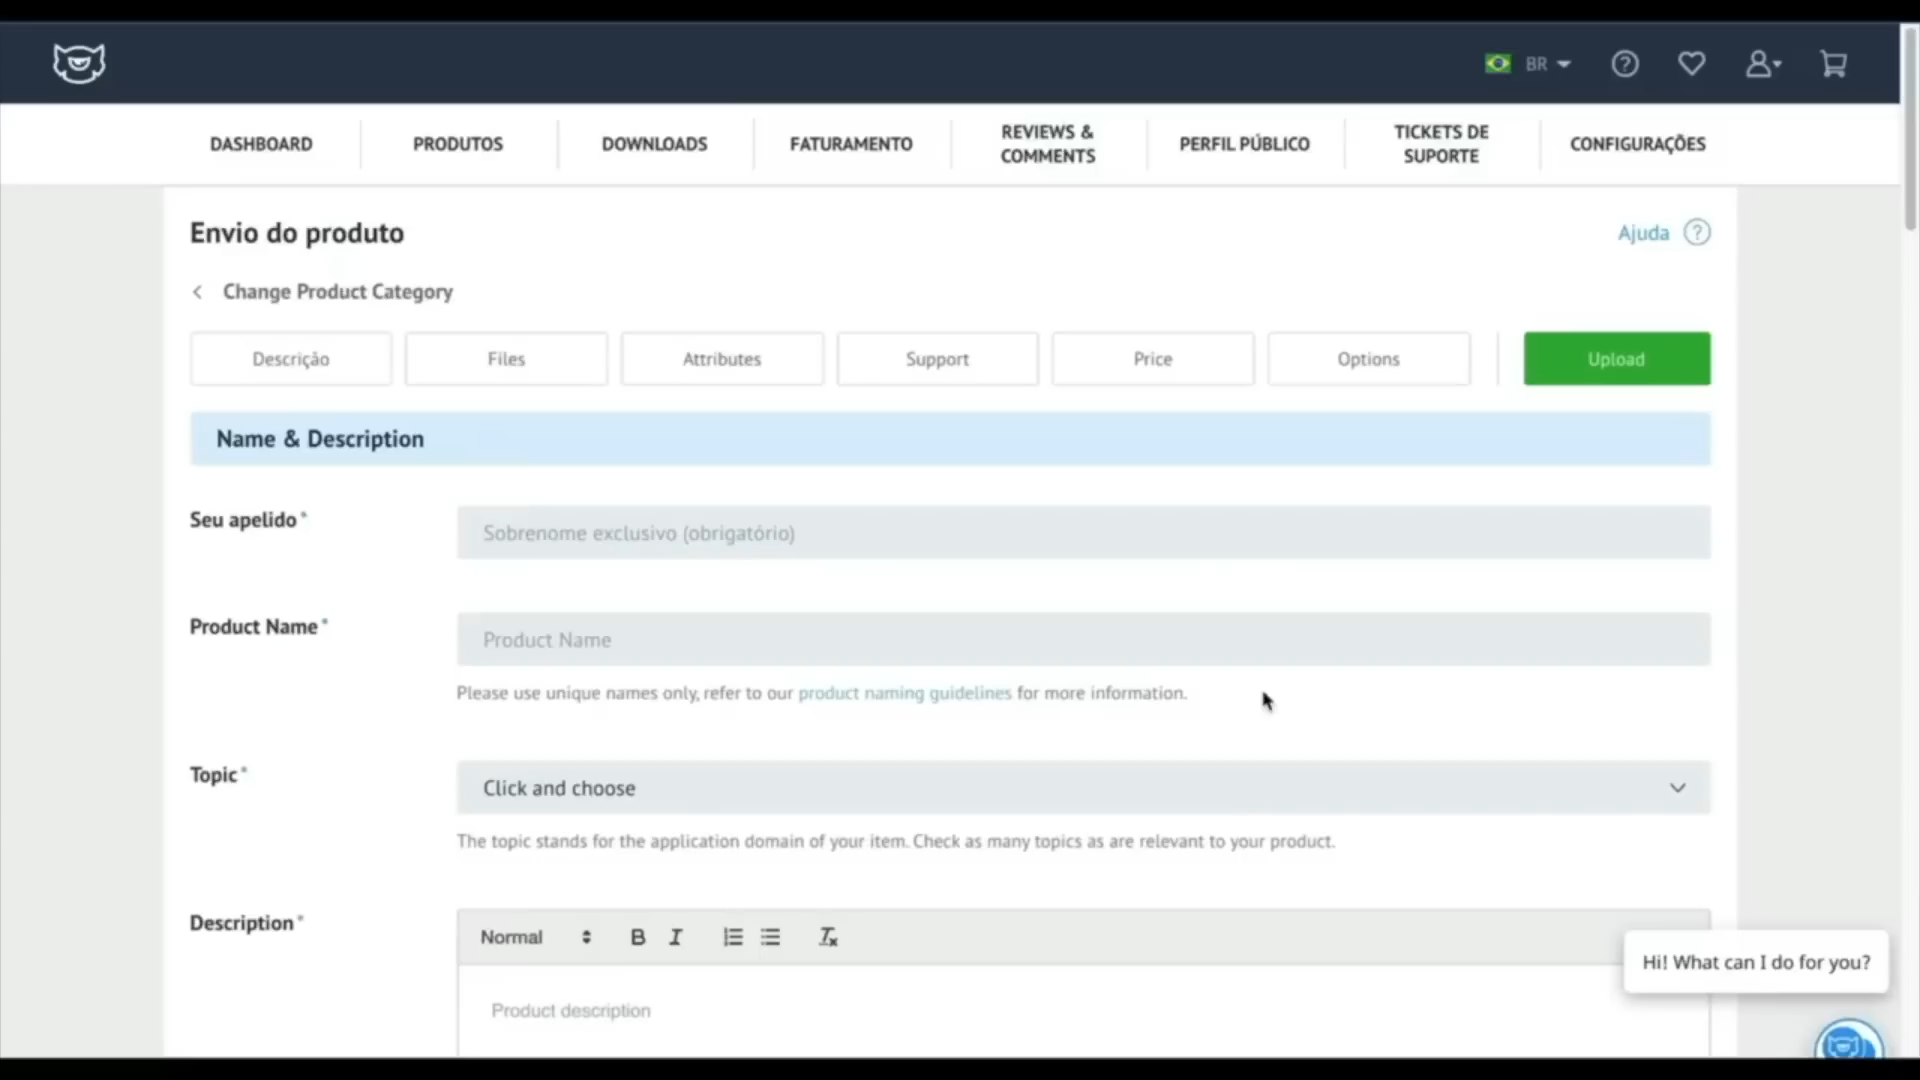 BR
DASHBOARD
PRODUTOS
DOWNLOADS
FATURAMENTO
REVIEWS &
COMMENTS
PERFIL PÚBLICO
TICKETS DE
SUPORTE
CONFIGURAÇÕES
Envio do produto
Ajuda ?
< Change Product Category
Descrição
Files
Attributes
Support
Price
Options
Upload
Name & Description
Seu apelido *
Sobrenome exclusivo (obrigatório)
Product Name *
Product Name
Please use unique names only, refer to our product naming guidelines for more information.
Topic *
Click and choose
The topic stands for the application domain of your item. Check as many topics as are relevant to your product.
Description *
Normal B I
Product description
Hi! What can I do for you?